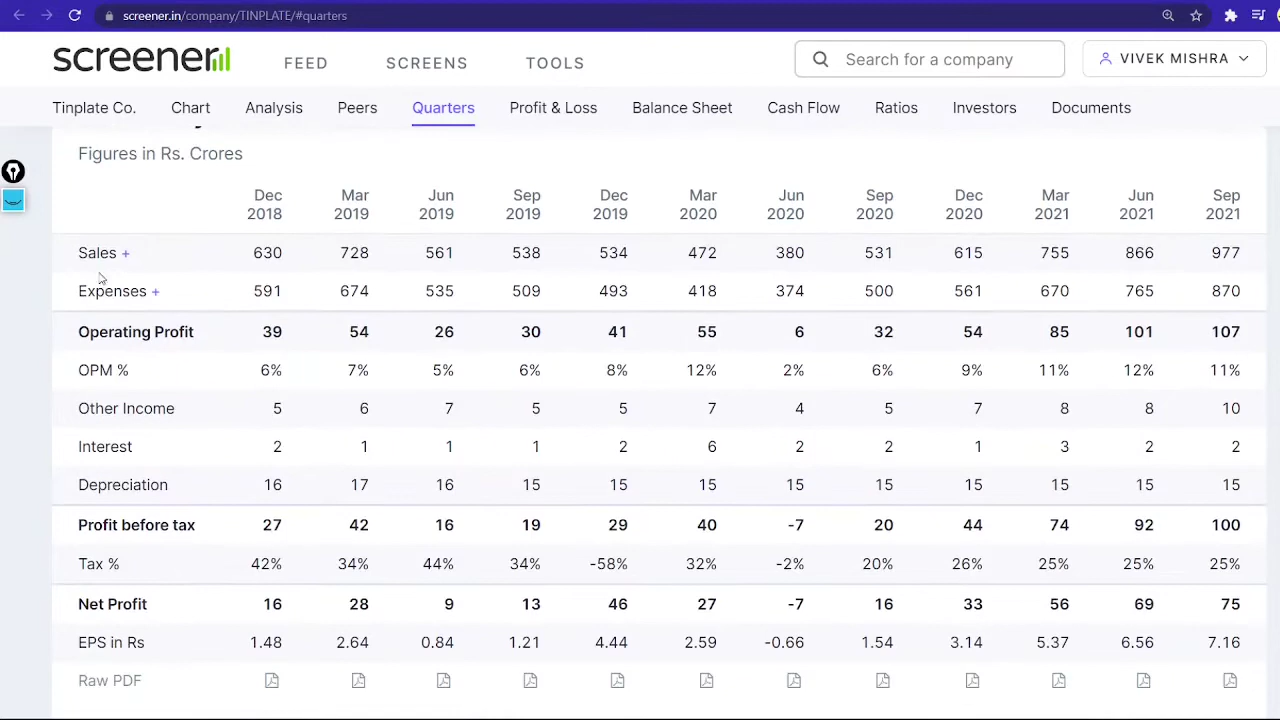 screener.in/company/TINPLATE/#quarters
screener
FEED SCREENS TOOLS
Search for a company
VIVEK MISHRA
Tinplate Co. Chart Analysis Peers Quarters Profit & Loss Balance Sheet Cash Flow Ratios Investors Documents
Figures in Rs. Crores
Dec 2018 Mar 2019 Jun 2019 Sep 2019 Dec 2019 Mar 2020 Jun 2020 Sep 2020 Dec 2020 Mar 2021 Jun 2021 Sep 2021
Sales + 630 728 561 538 534 472 380 531 615 755 866 977
Expenses + 591 674 535 509 493 418 374 500 561 670 765 870
Operating Profit 39 54 26 30 41 55 6 32 54 85 101 107
OPM % 6% 7% 5% 6% 8% 12% 2% 6% 9% 11% 12% 11%
Other Income 5 6 7 5 5 7 4 5 7 8 8 10
Interest 2 1 1 1 2 6 2 2 1 3 2 2
Depreciation 16 17 16 15 15 15 15 15 15 15 15 15
Profit before tax 27 42 16 19 29 40 -7 20 44 74 92 100
Tax % 42% 34% 44% 34% -58% 32% -2% 20% 26% 25% 25% 25%
Net Profit 16 28 9 13 46 27 -7 16 33 56 69 75
EPS in Rs 1.48 2.64 0.84 1.21 4.44 2.59 -0.66 1.54 3.14 5.37 6.56 7.16
Raw PDF